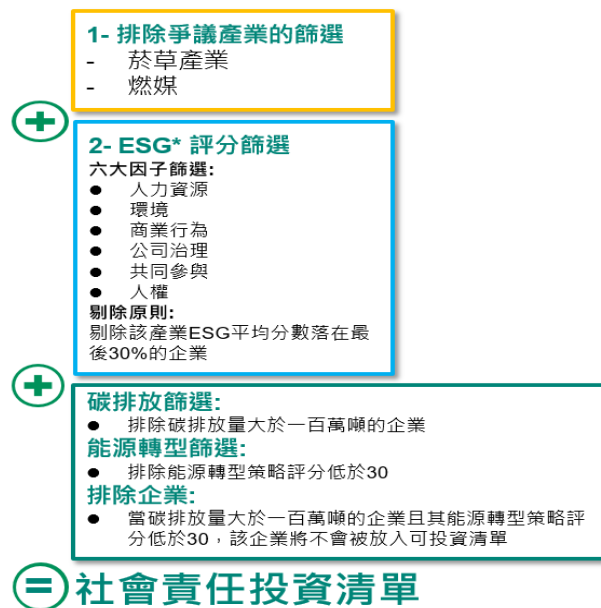 1- 排除爭議產業的篩選
- 菸草產業
- 燃媒
+
2- ESG* 評分篩選
六大因子篩選:
● 人力資源
● 環境
● 商業行為
● 公司治理
● 共同參與
● 人權
剔除原則:
剔除該產業ESG平均分數落在最
後30%的企業
+
碳排放篩選:
● 排除碳排放量大於一百萬噸的企業
能源轉型篩選:
● 排除能源轉型策略評分低於30
排除企業:
● 當碳排放量大於一百萬噸的企業且其能源轉型策略評
分低於30，該企業將不會被放入可投資清單
= 社會責任投資清單